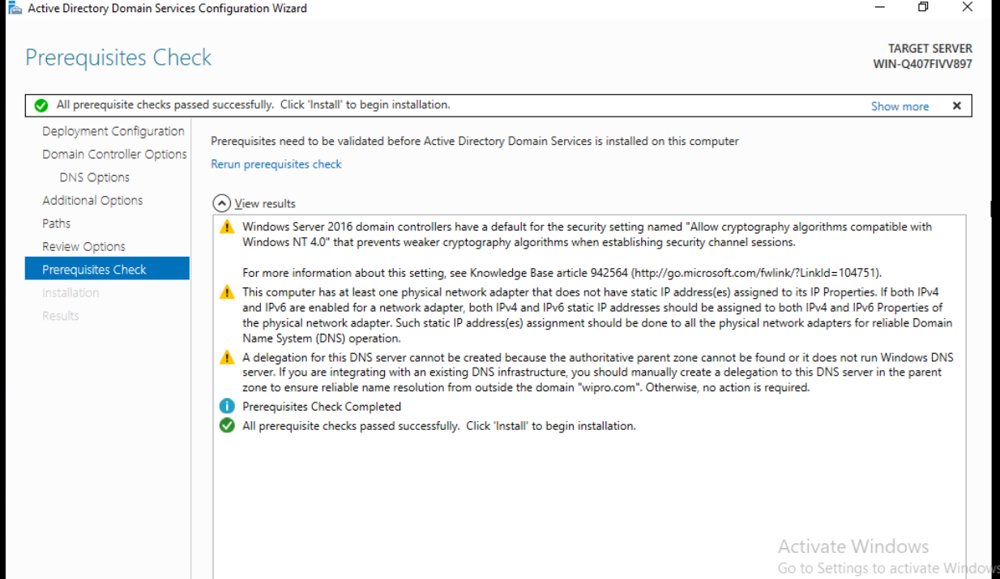 Active Directory Domain Services Configuration Wizard
Prerequisites Check
TARGET SERVER
WIN-Q407FIVV897
All prerequisite checks passed successfully. Click 'Install' to begin installation.
Show more
Deployment Configuration
Domain Controller Options
DNS Options
Additional Options
Paths
Review Options
Prerequisites Check
Installation
Results
Prerequisites need to be validated before Active Directory Domain Services is installed on this computer
Rerun prerequisites check
View results
Windows Server 2016 domain controllers have a default for the security setting named "Allow cryptography algorithms compatible with
Windows NT 4.0" that prevents weaker cryptography algorithms when establishing security channel sessions.
For more information about this setting, see Knowledge Base article 942564 (http://go.microsoft.com/fwlink/?LinkId=104751).
This computer has at least one physical network adapter that does not have static IP address(es) assigned to its IP Properties. If both IPv4
and IPv6 are enabled for a network adapter, both IPv4 and IPv6 static IP addresses should be assigned to both IPv4 and IPv6 Properties of
the physical network adapter. Such static IP address(es) assignment should be done to all the physical network adapters for reliable Domain
Name System (DNS) operation.
A delegation for this DNS server cannot be created because the authoritative parent zone cannot be found or it does not run Windows DNS
server. If you are integrating with an existing DNS infrastructure, you should manually create a delegation to this DNS server in the parent
zone to ensure reliable name resolution from outside the domain "wipro.com". Otherwise, no action is required.
Prerequisites Check Completed
All prerequisite checks passed successfully. Click 'Install' to begin installation.
Activate Windows
Go to Settings to activate Windows